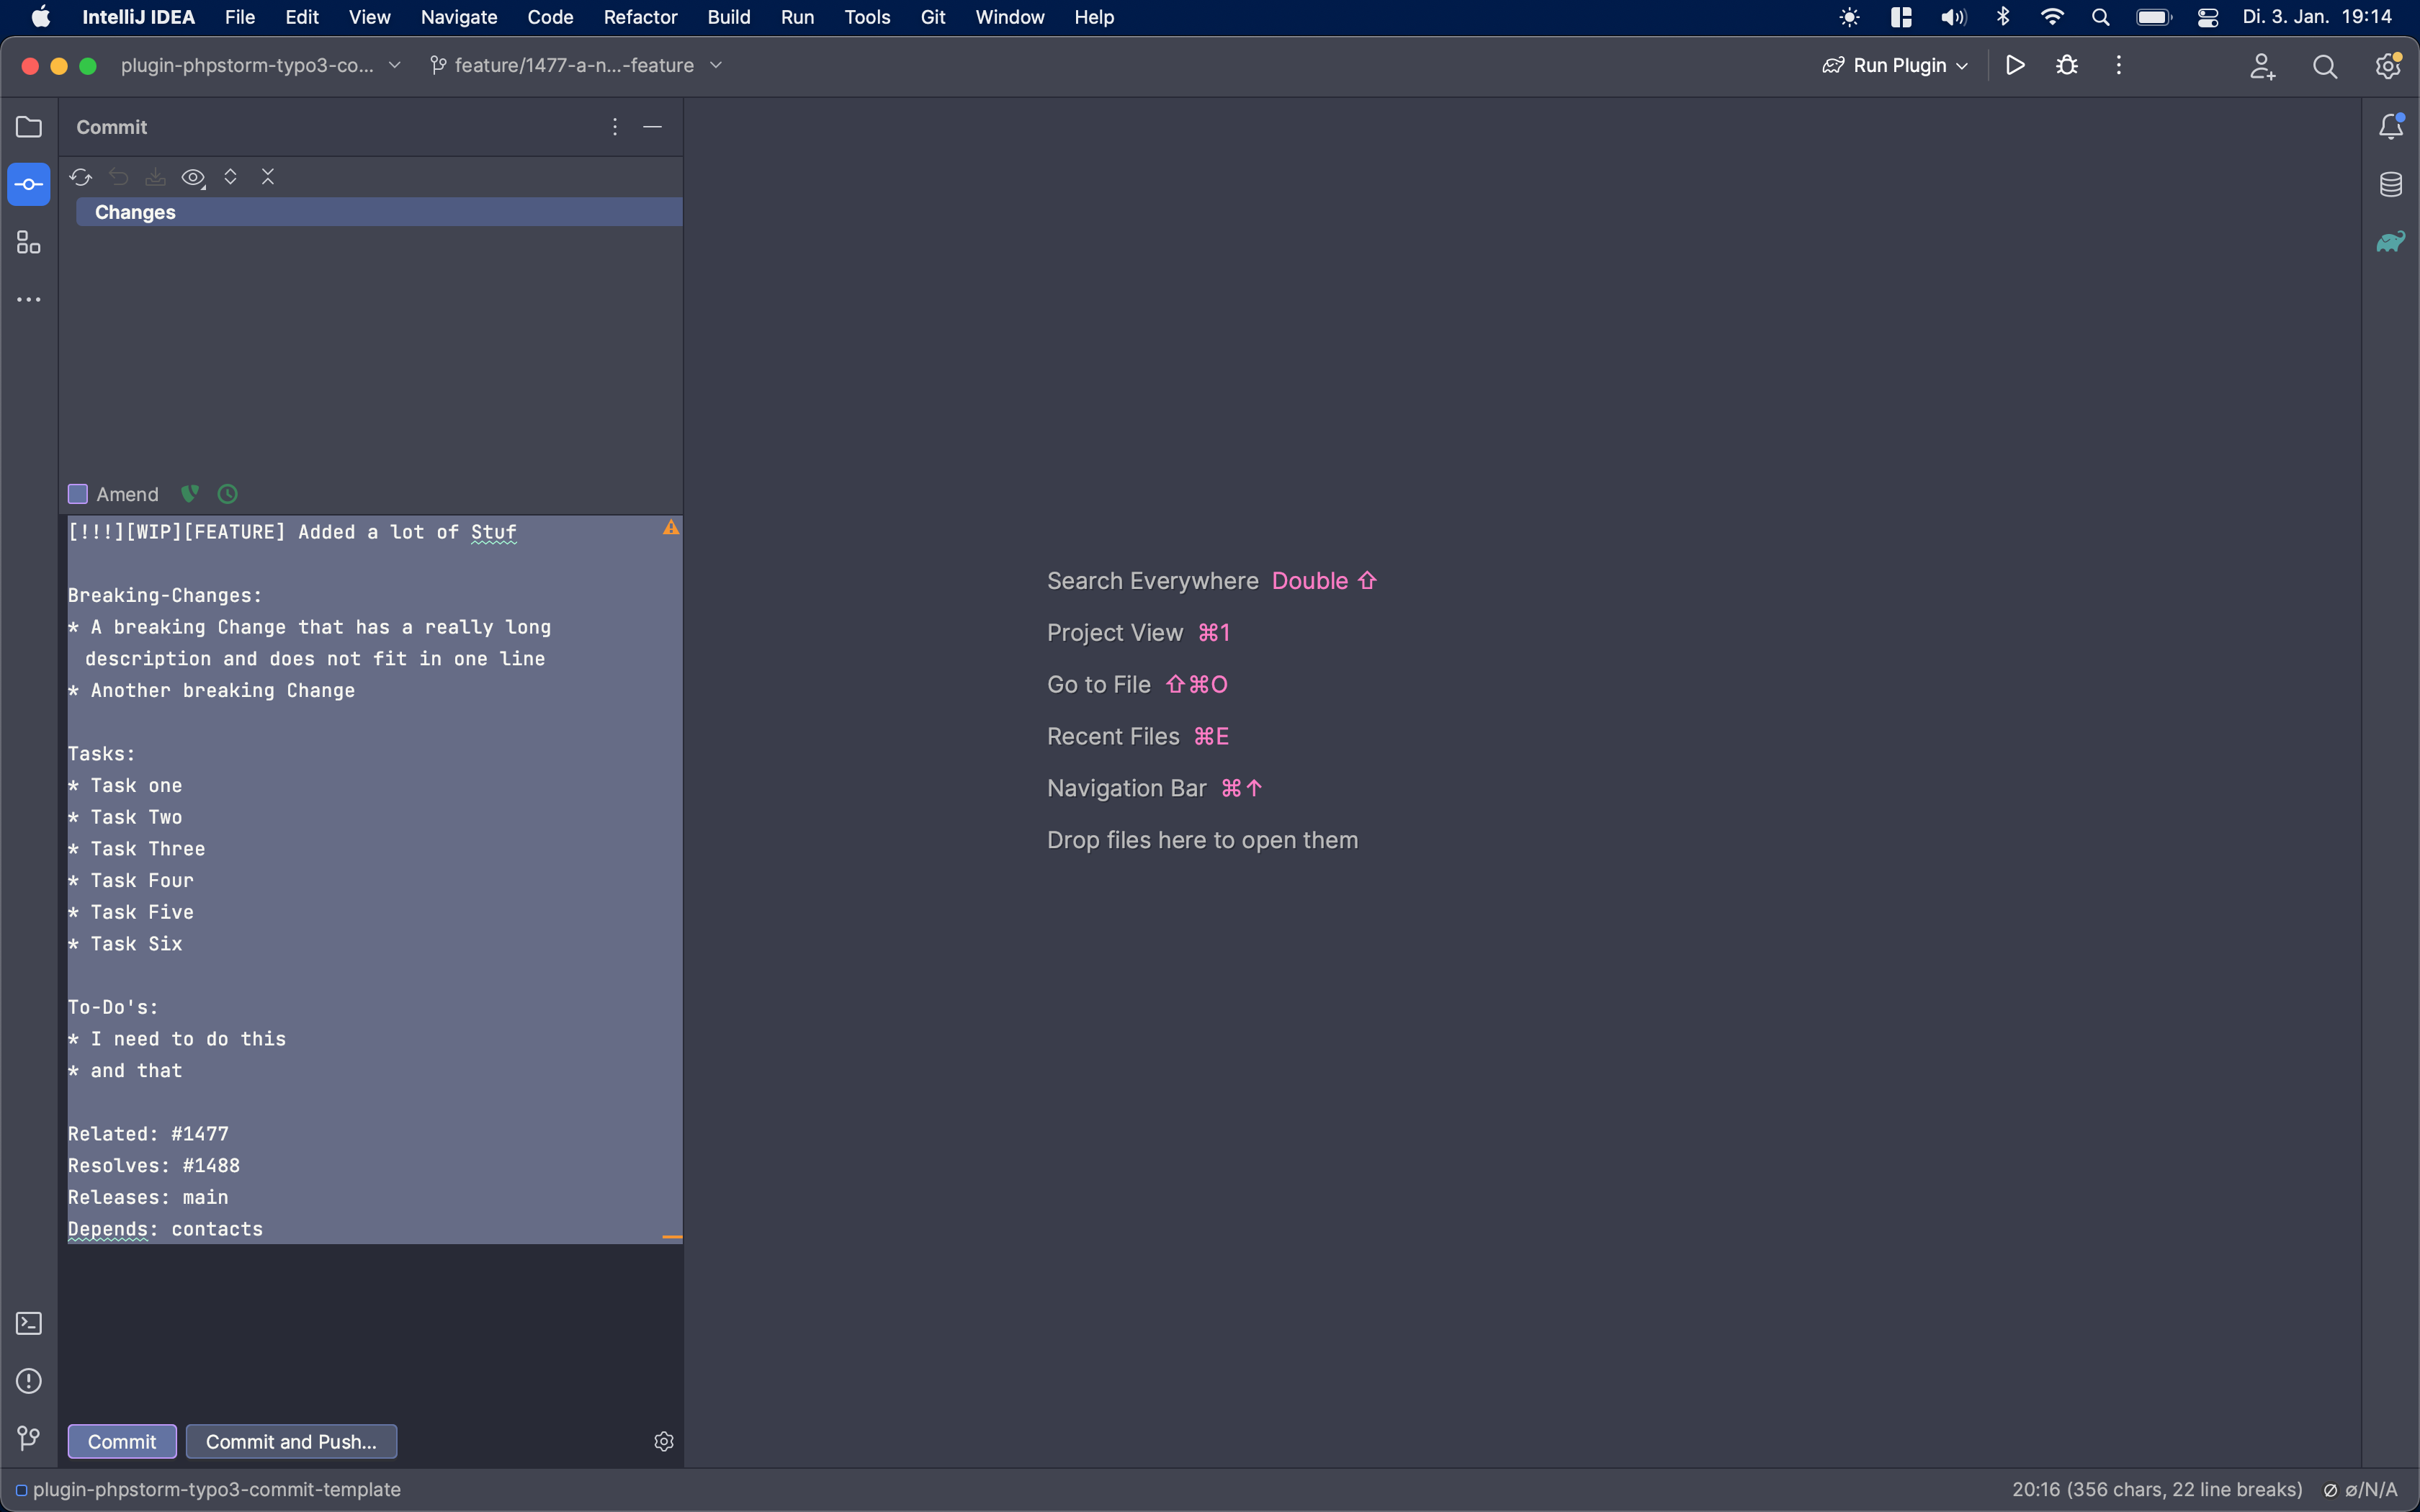 IntelliJ IDEA File Edit View Navigate Code Refactor Build Run Tools Git Window Help Di. 3. Jan. 19:14
plugin-phpstorm-typo3-co... feature/1477-a-n...-feature Run Plugin
Commit
Changes
Amend
[!!!][WIP][FEATURE] Added a lot of Stuf
Breaking-Changes:
* A breaking Change that has a really long
description and does not fit in one line
* Another breaking Change
Tasks:
* Task one
* Task Two
* Task Three
* Task Four
* Task Five
* Task Six
To-Do's:
* I need to do this
* and that
Related: #1477
Resolves: #1488
Releases: main
Depends: contacts
Commit Commit and Push...
Search Everywhere Double ⇧
Project View ⌘1
Go to File ⇧⌘O
Recent Files ⌘E
Navigation Bar ⌘↑
Drop files here to open them
plugin-phpstorm-typo3-commit-template 20:16 (356 chars, 22 line breaks) ∅/N/A